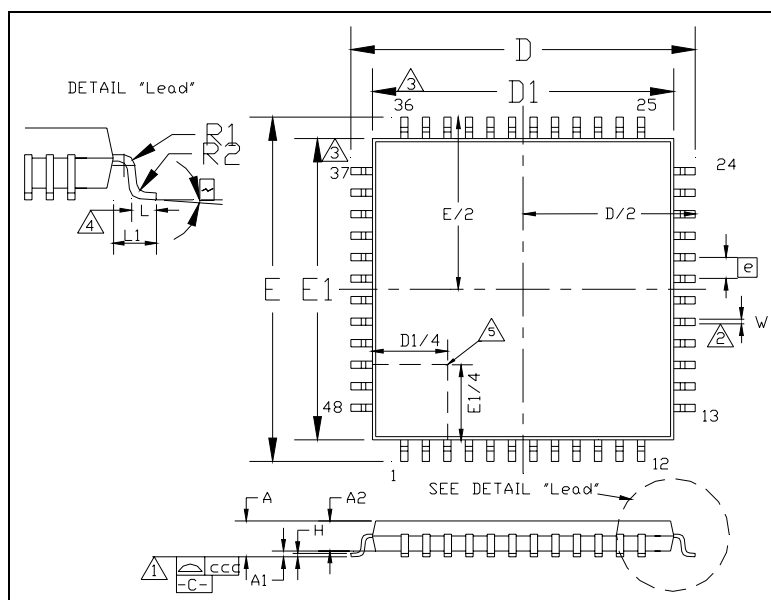 D
DETAIL "Lead"
3
D1
36
25
R1
R2
3
37
24
E/2
D/2
4
L
L1
e
E
E1
W
2
5
D1/4
E1/4
48
13
1
12
SEE DETAIL "Lead"
A
A2
H
1
ccc
A1
-C-